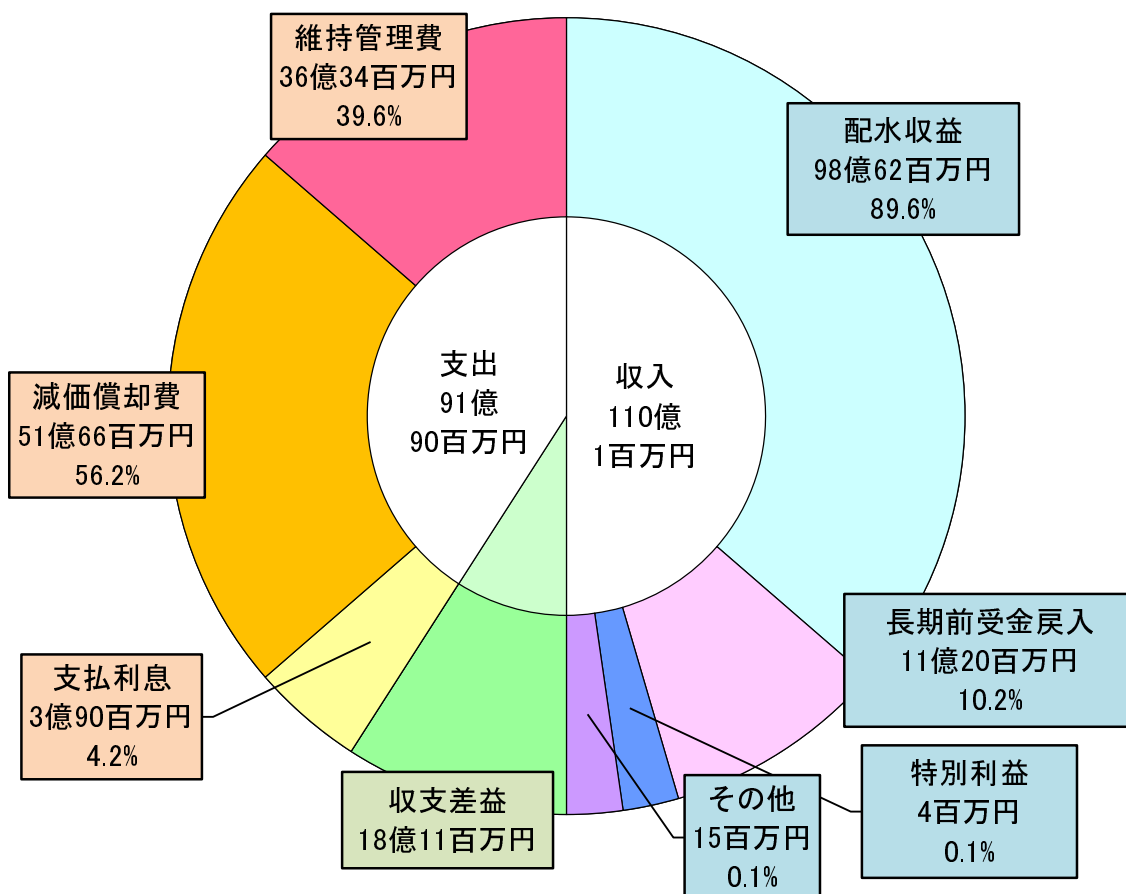 維持管理費
36億34百万円
39.6%
配水収益
98億62百万円
89.6%
支出
91億
90百万円
収入
110億
1百万円
減価償却費
51億66百万円
56.2%
長期前受金戻入
11億20百万円
10.2%
支払利息
3億90百万円
4.2%
収支差益
18億11百万円
その他
15百万円
0.1%
特別利益
4百万円
0.1%